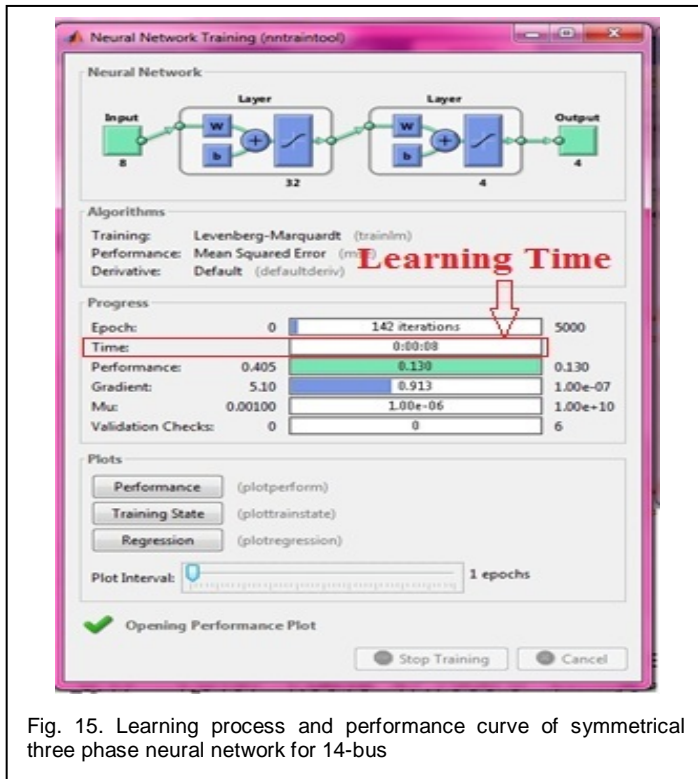 Neural Network Training (nntraintool)
Neural Network
Layer Layer
Input Output
W W
b b
8 32 4 4
Algorithms
Training: Levenberg-Marquardt (trainlm)
Performance: Mean Squared Error
Derivative: Default (defaultderiv)
Learning Time
Progress
Epoch: 0 142 iterations 5000
Time: 0:00:08
Performance: 0.405 0.130 0.130
Gradient: 5.10 0.913 1.00e-07
Mu: 0.00100 1.00e-06 1.00e+10
Validation Checks: 0 0 6
Plots
Performance (plotperform)
Training State (plottrainstate)
Regression (plotregression)
Plot Interval: 1 epochs
Opening Performance Plot
Stop Training Cancel
Fig. 15. Learning process and performance curve of symmetrical
three phase neural network for 14-bus